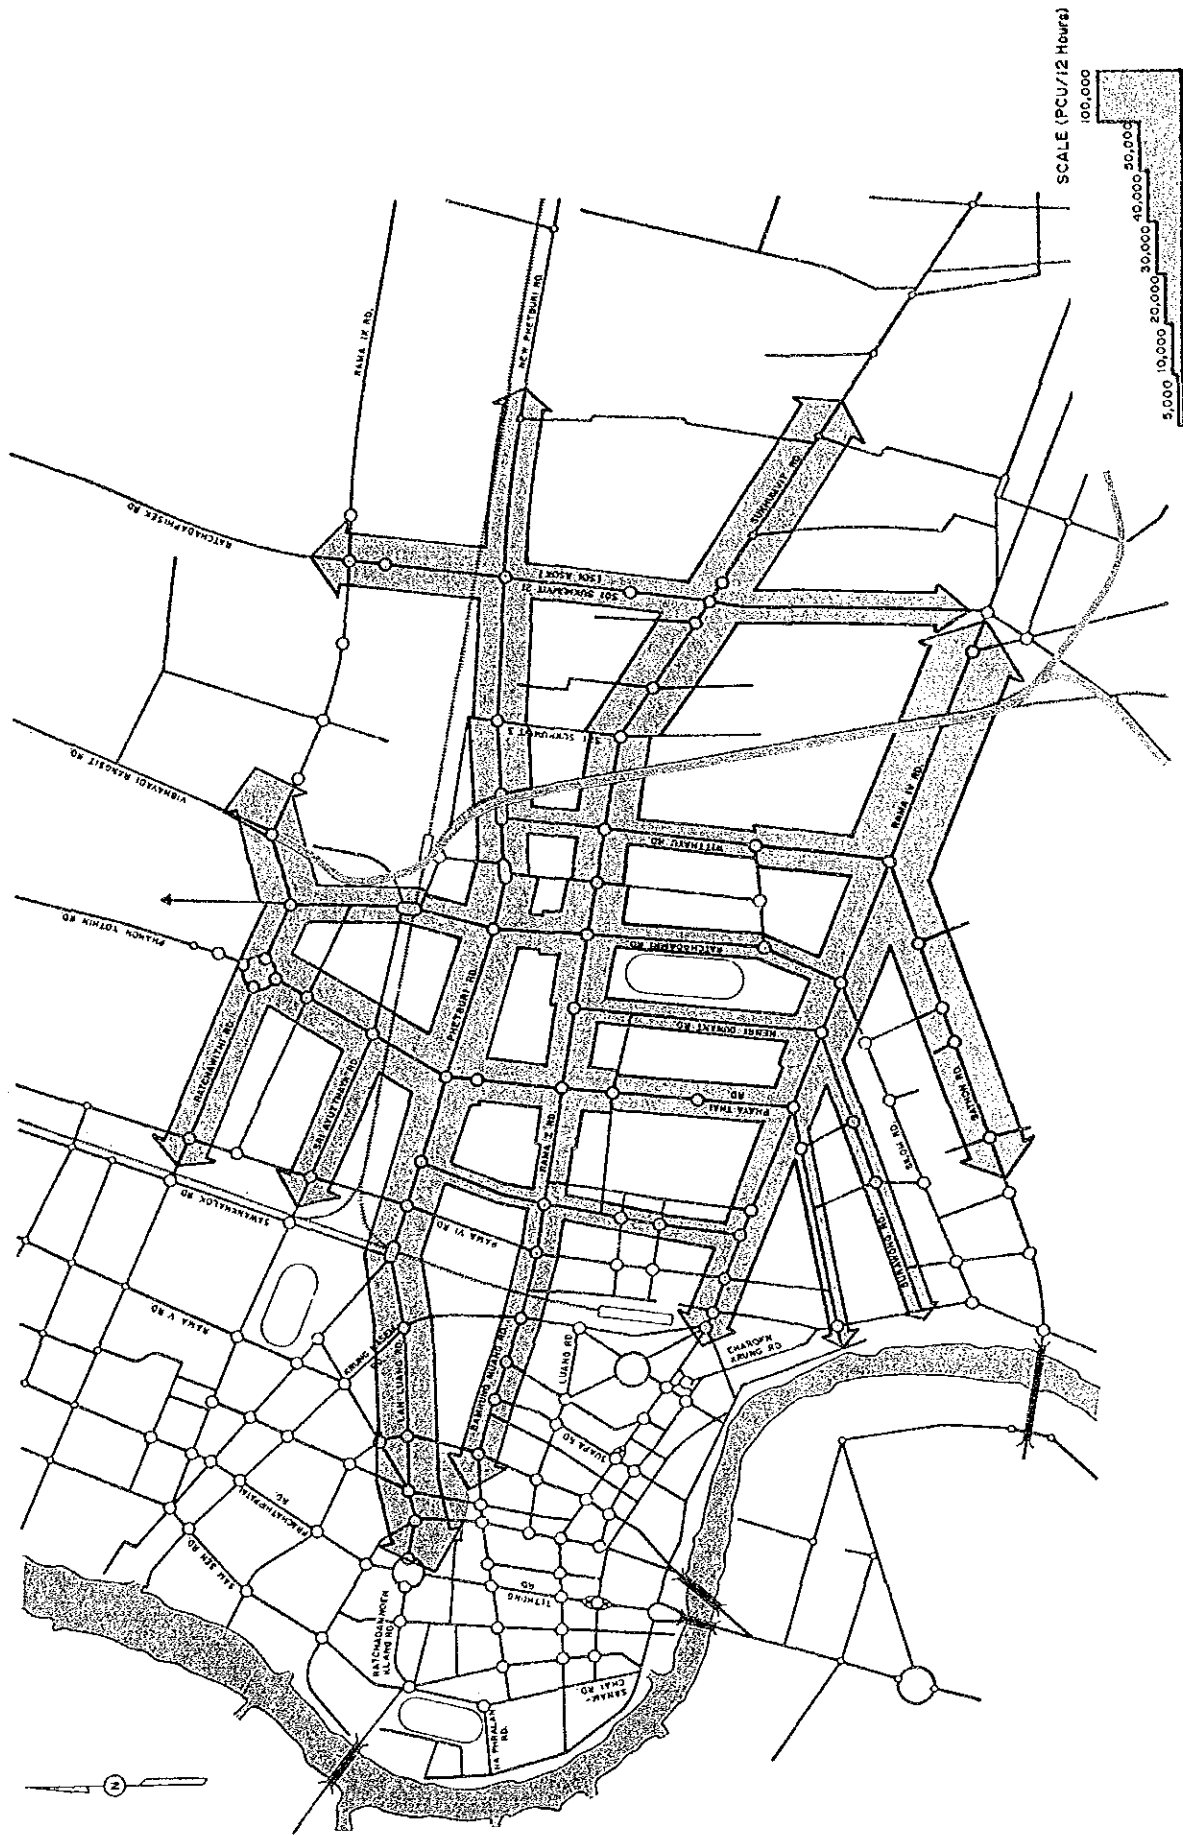 SCALE (PCU/12 Hours)
100,000
50,000
40,000
30,000
20,000
10,000
5,000
RAMA IX RD.
NEW PHETBURI RD
RATCHADAPHISEK RD
SUKHUMVIT RD
SOI SUKHUMVIT 21
(SOI ASOK)
SOI SUKHUMVIT 3
VIBHAVADI RANGSIT RD.
RAMA IV RD.
WITTHAYU RD
PHAHON YOTHIN RD
RATCHADAMRI RD
PHETBURI RD.
HENRI DUNANT RD
RATCHAWITHI RD
SRI AYUTTHAYA RD
PHAYA THAI
RD
RAMA I RD.
SATHON RD.
SILOM RD.
SURAWONG RD.
SAWANKHALOK RD
RAMA VI RD
RAMA V RD.
KRUNG KASEM
LAN LUANG RD.
BAMRUNG MUANG RD.
LUANG RD
CHAROEN
KRUNG RD
SUAPA RD
PRACHATHIPATAI
RD.
SAM SEN RD
RATCHADAMNOEN
KLANG RD.
TITHONG
RD
SANAM-
CHAI RD.
NA PHRALAN
RD.
N